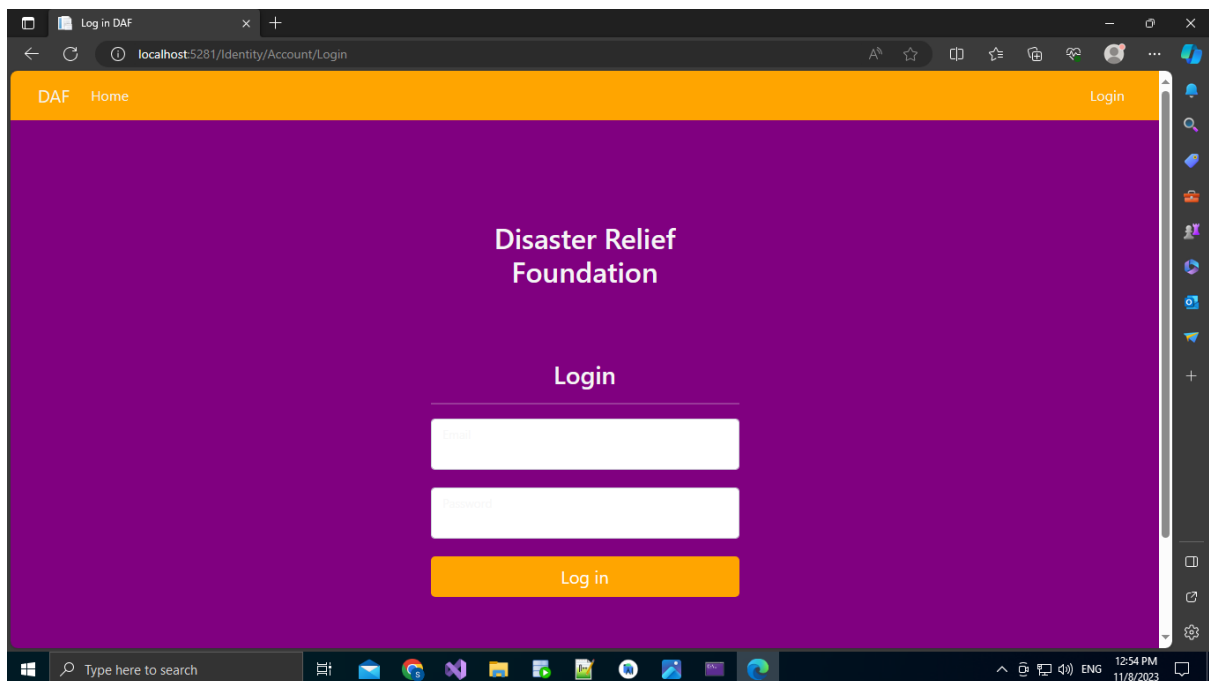 Log in DAF
localhost:5281/Identity/Account/Login
DAF Home Login
Disaster Relief
Foundation
Login
Email
Password
Log in
Type here to search
ENG
12:54 PM
11/8/2023